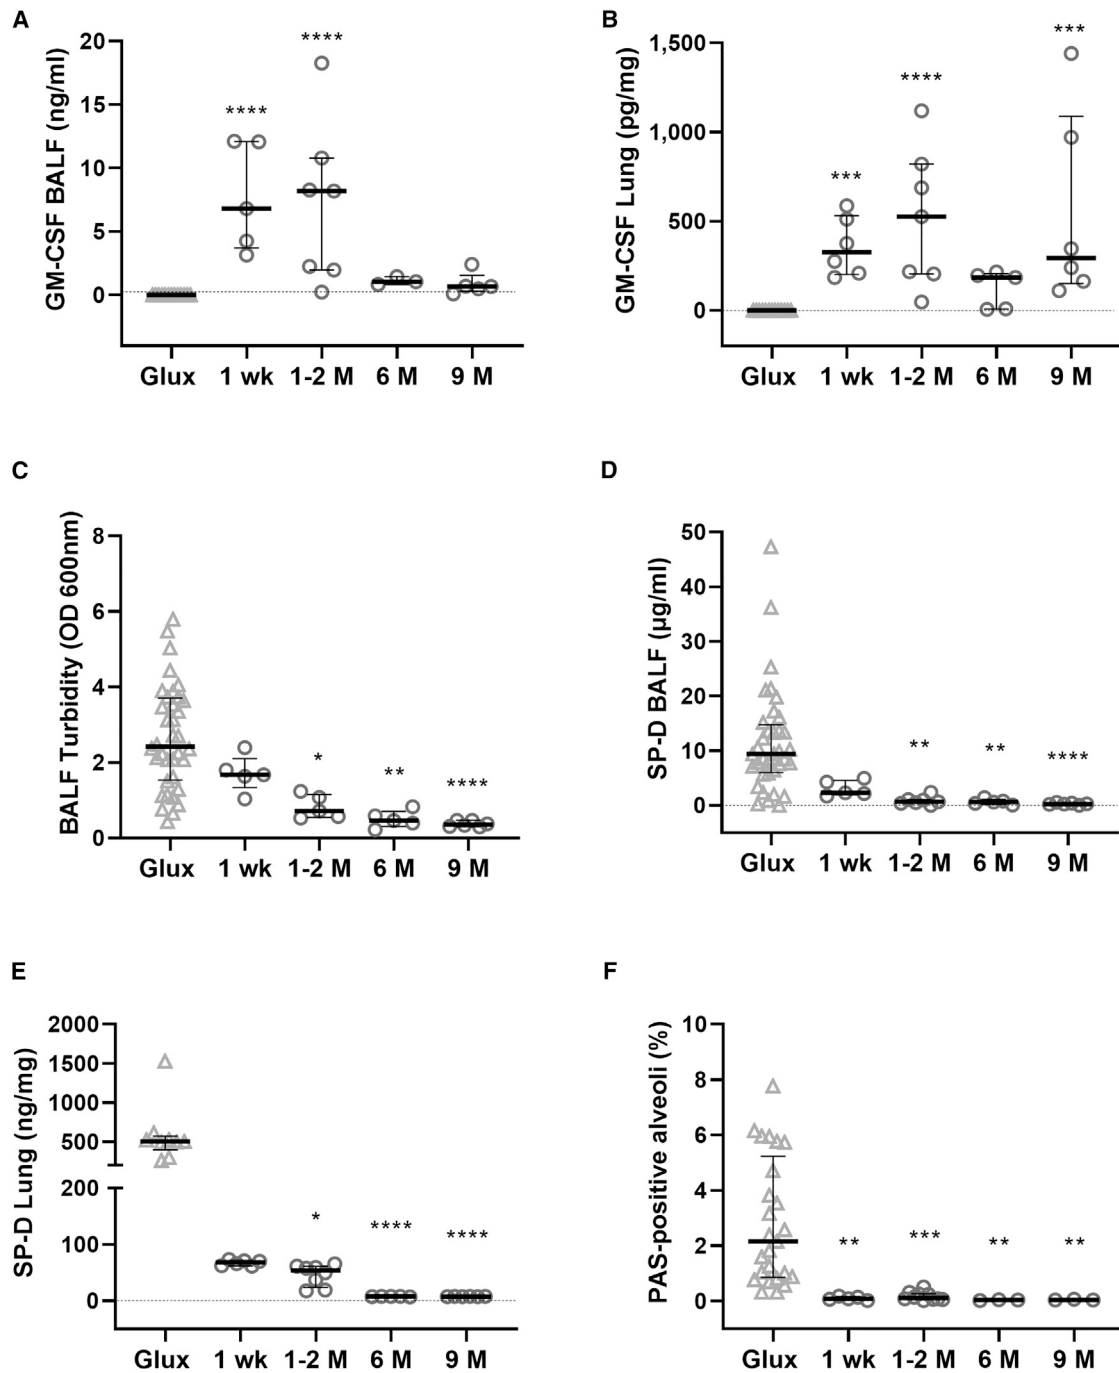 A
GM-CSF BALF (ng/ml)
20
15
10
5
0
****
****
Glux 1 wk 1-2 M 6 M 9 M
B
GM-CSF Lung (pg/mg)
1,500
1,000
500
0
***
****
***
Glux 1 wk 1-2 M 6 M 9 M
C
BALF Turbidity (OD 600nm)
8
6
4
2
0
*
**
****
Glux 1 wk 1-2 M 6 M 9 M
D
SP-D BALF (µg/ml)
50
40
30
20
10
0
**
**
****
Glux 1 wk 1-2 M 6 M 9 M
E
SP-D Lung (ng/mg)
2000
1500
1000
500
200
100
0
*
****
****
Glux 1 wk 1-2 M 6 M 9 M
F
PAS-positive alveoli (%)
10
8
6
4
2
0
**
***
**
**
Glux 1 wk 1-2 M 6 M 9 M